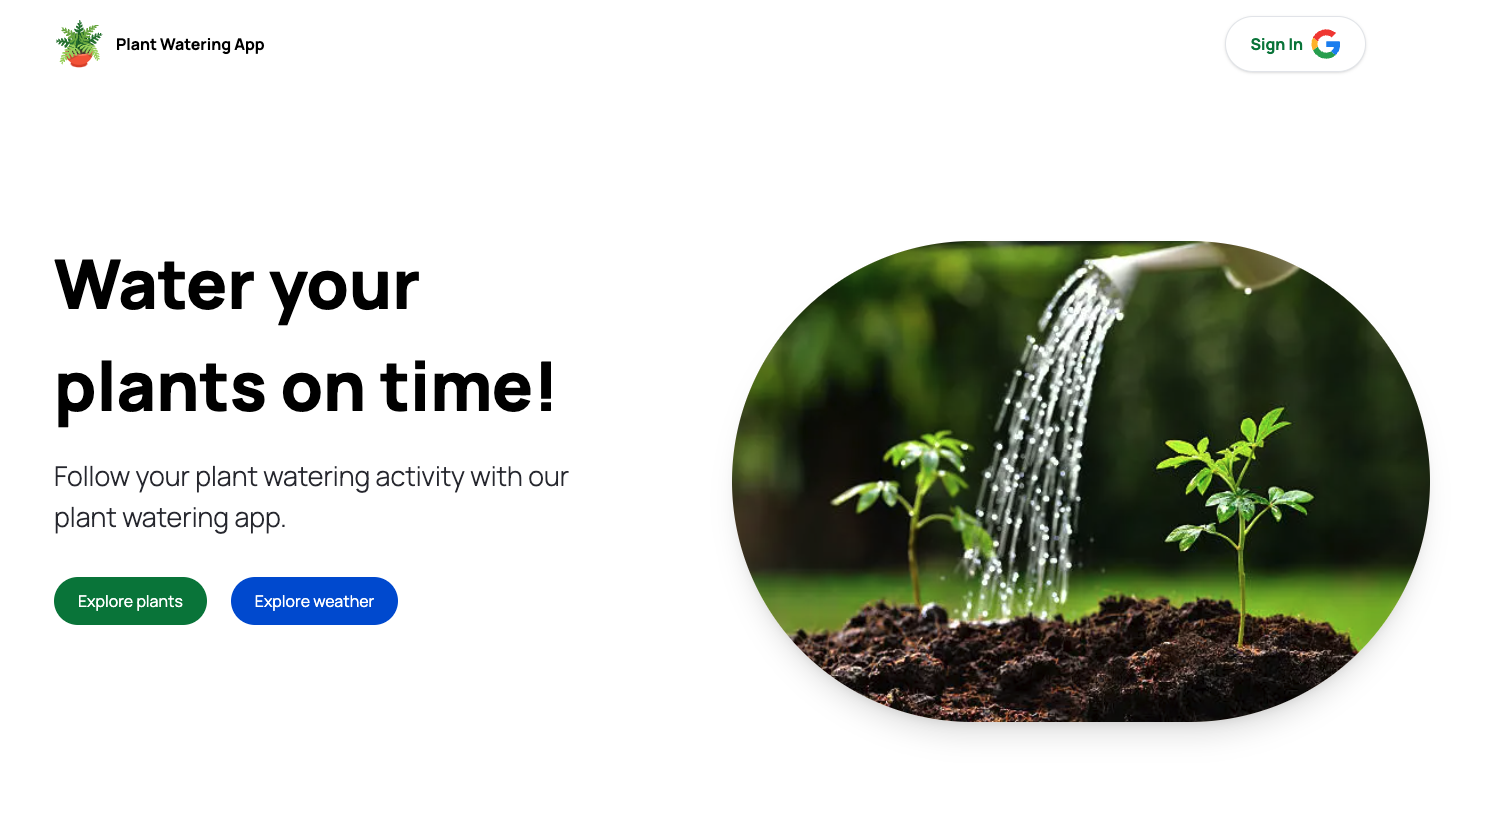 Plant Watering App
Sign In
Water your
plants on time!
Follow your plant watering activity with our
plant watering app.
Explore plants
Explore weather